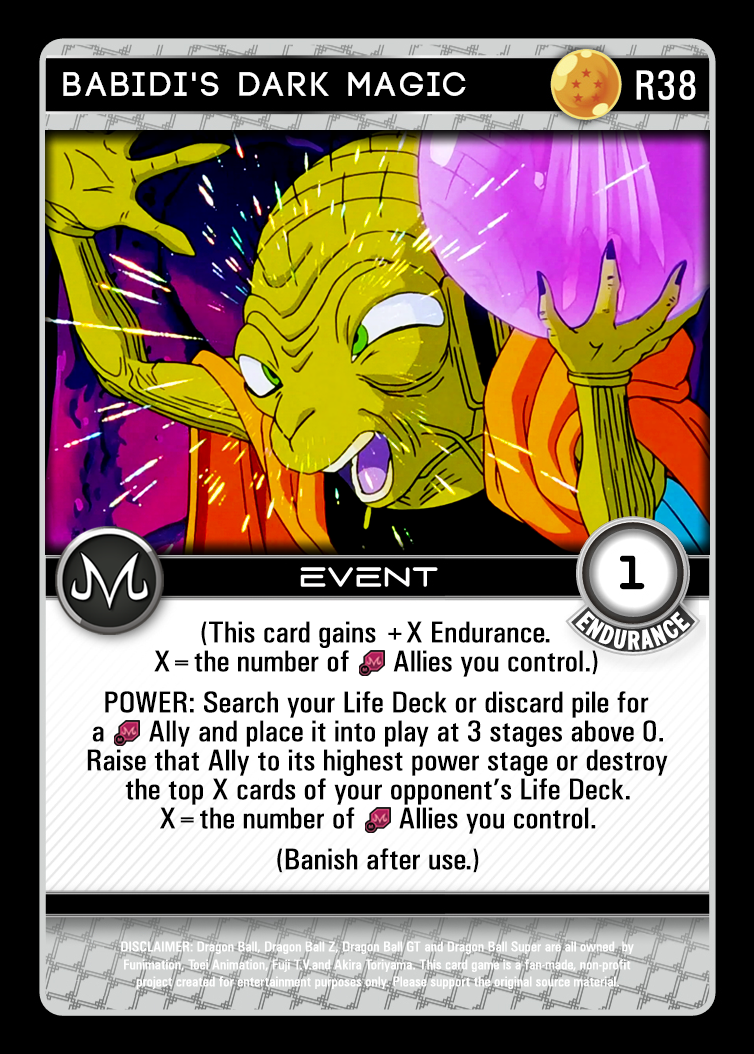 BABIDI'S DARK MAGIC
R38
EVENT
1
ENDURANCE
(This card gains +X Endurance.
X = the number of Allies you control.)
POWER: Search your Life Deck or discard pile for
a Ally and place it into play at 3 stages above 0.
Raise that Ally to its highest power stage or destroy
the top X cards of your opponent's Life Deck.
X = the number of Allies you control.
(Banish after use.)
DISCLAIMER: Dragon Ball, Dragon Ball Z, Dragon Ball GT and Dragon Ball Super are all owned by
Funimation, Toei Animation, Fuji T.V.and Akira Toriyama. This card game is a fan-made, non-profit
project created for entertainment purposes only. Please support the original source material.